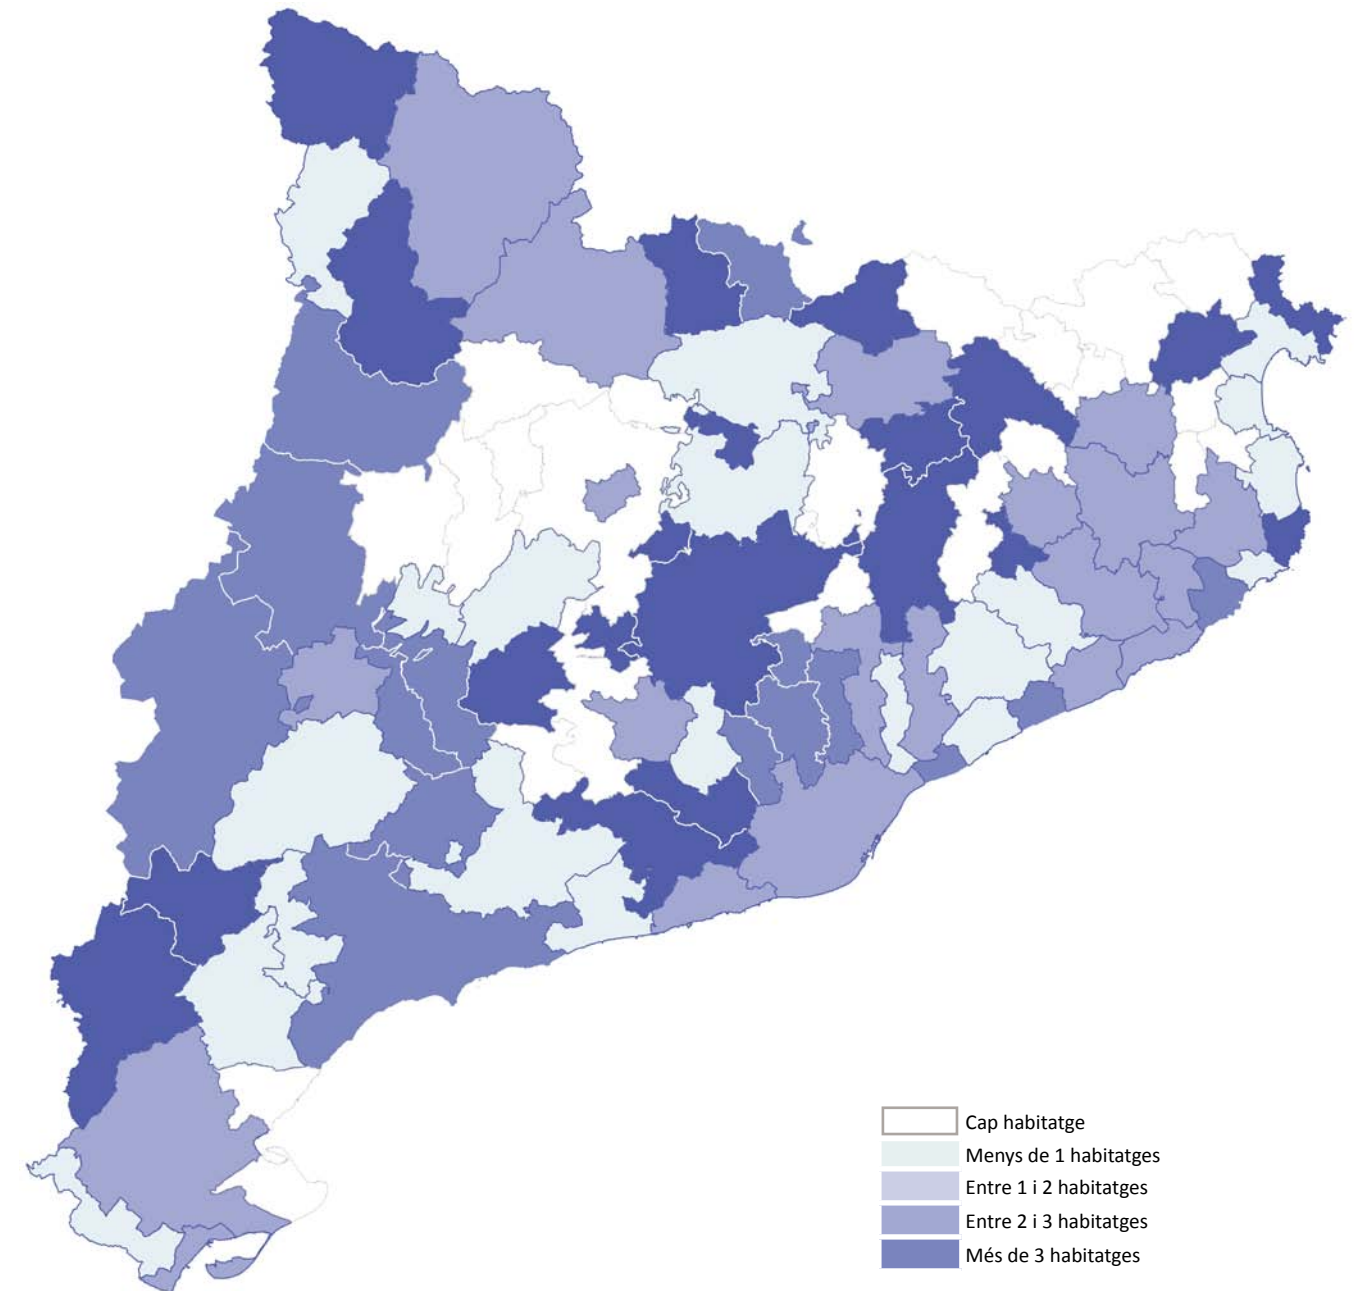 Cap habitatge
Menys de 1 habitatges
Entre 1 i 2 habitatges
Entre 2 i 3 habitatges
Més de 3 habitatges